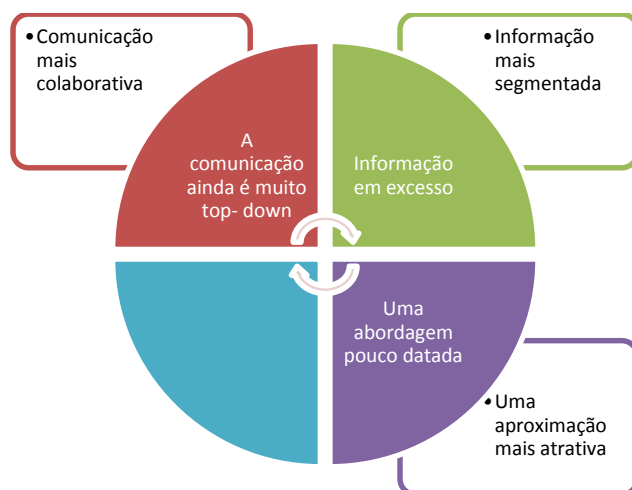 •Comunicação
mais
colaborativa
•Informação
mais
segmentada
A
comunicação
ainda é muito
top- down
Informação
em excesso
Uma
abordagem
pouco datada
•Uma
aproximação
mais atrativa